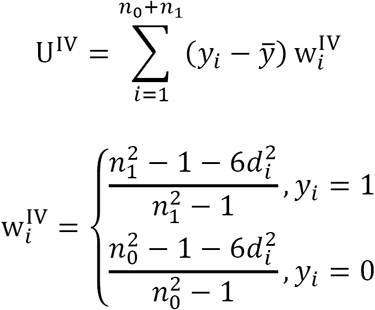 U^IV = ∑_{i=1}^{n_0+n_1} (y_i − ȳ) w_i^IV
w_i^IV = { (n_1^2 − 1 − 6d_i^2) / (n_1^2 − 1) , y_i = 1
(n_0^2 − 1 − 6d_i^2) / (n_0^2 − 1) , y_i = 0